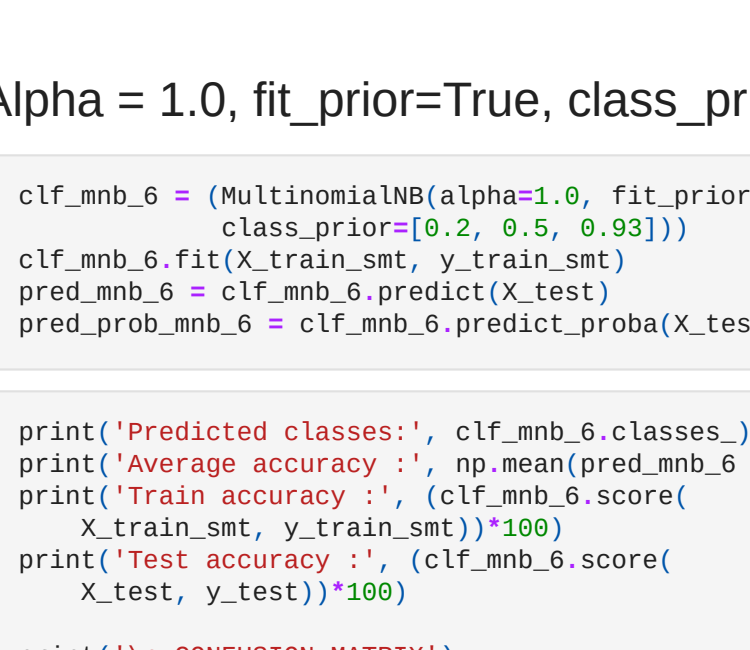 Alpha = 1.0, fit_prior=True, class_pr
clf_mnb_6 = (MultinomialNB(alpha=1.0, fit_prior
class_prior=[0.2, 0.5, 0.93]))
clf_mnb_6.fit(X_train_smt, y_train_smt)
pred_mnb_6 = clf_mnb_6.predict(X_test)
pred_prob_mnb_6 = clf_mnb_6.predict_proba(X_tes
print('Predicted classes:', clf_mnb_6.classes_)
print('Average accuracy :', np.mean(pred_mnb_6
print('Train accuracy :', (clf_mnb_6.score(
X_train_smt, y_train_smt))*100)
print('Test accuracy :', (clf_mnb_6.score(
X_test, y_test))*100)
print('\n CONFUSION MATRIX')